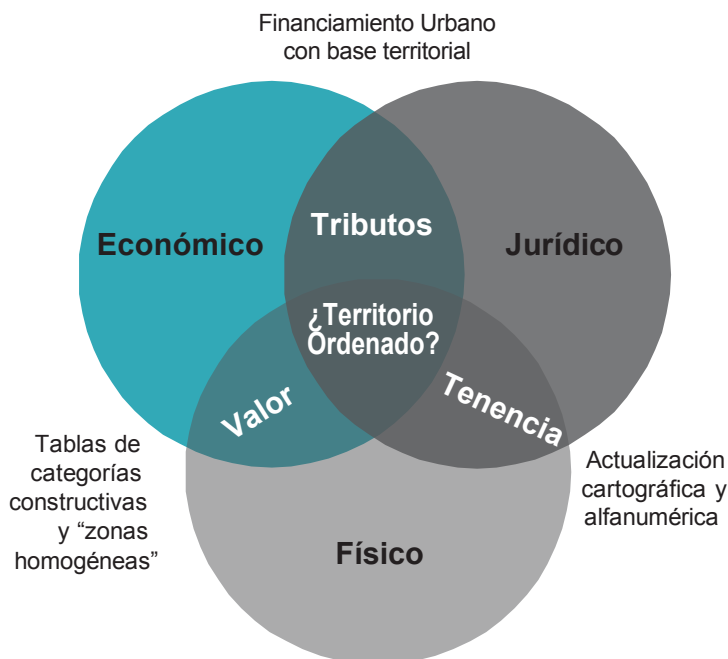 Financiamiento Urbano
con base territorial
Económico
Tributos
Jurídico
¿Territorio
Ordenado?
Valor
Tenencia
Tablas de
categorías
constructivas
y “zonas
homogéneas”
Actualización
cartográfica y
alfanumérica
Físico